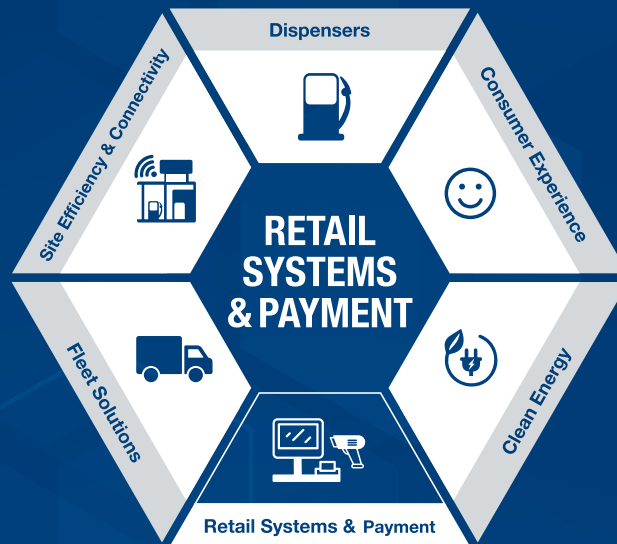 Dispensers
Consumer Experience
Site Efficiency & Connectivity
RETAIL
SYSTEMS
& PAYMENT
Fleet Solutions
Clean Energy
Retail Systems & Payment